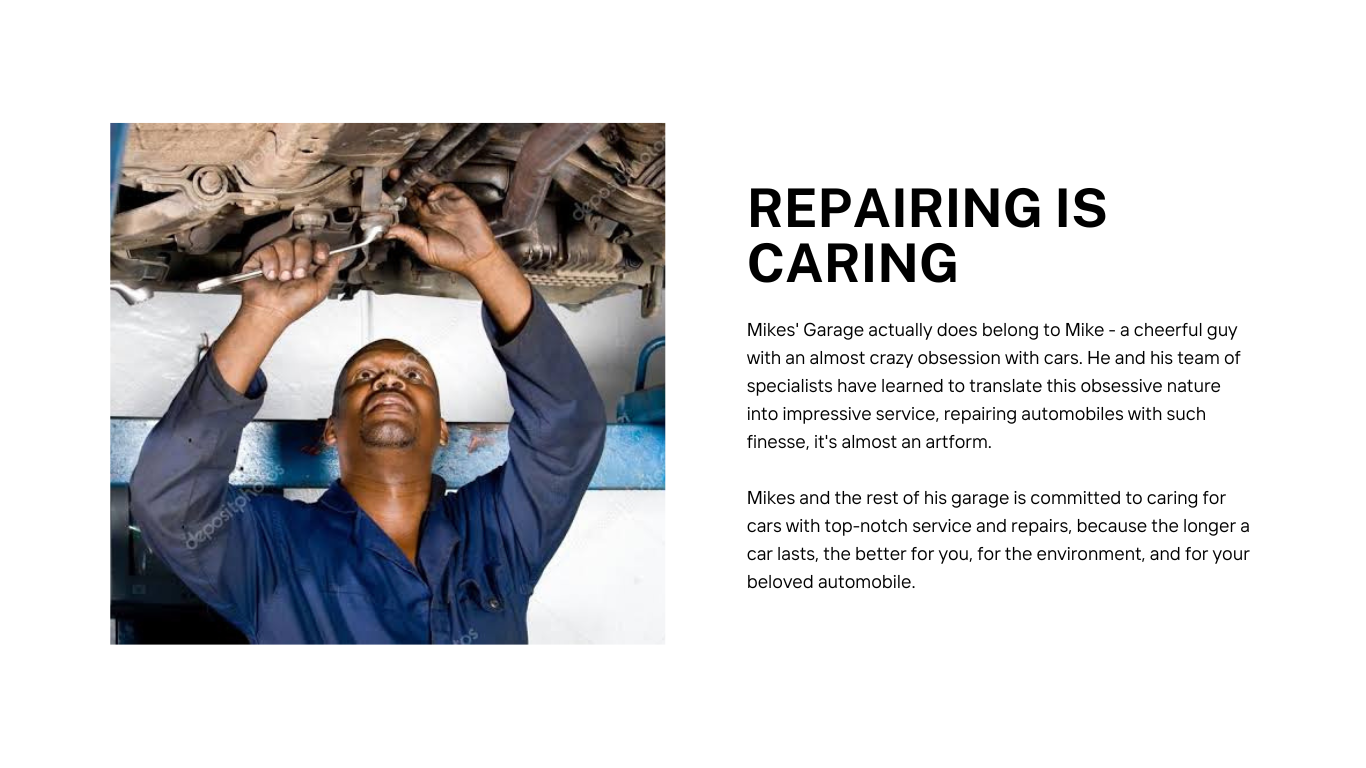 REPAIRING IS
CARING
Mikes' Garage actually does belong to Mike - a cheerful guy
with an almost crazy obsession with cars. He and his team of
specialists have learned to translate this obsessive nature
into impressive service, repairing automobiles with such
finesse, it's almost an artform.
Mikes and the rest of his garage is committed to caring for
cars with top-notch service and repairs, because the longer a
car lasts, the better for you, for the environment, and for your
beloved automobile.
depositphotos